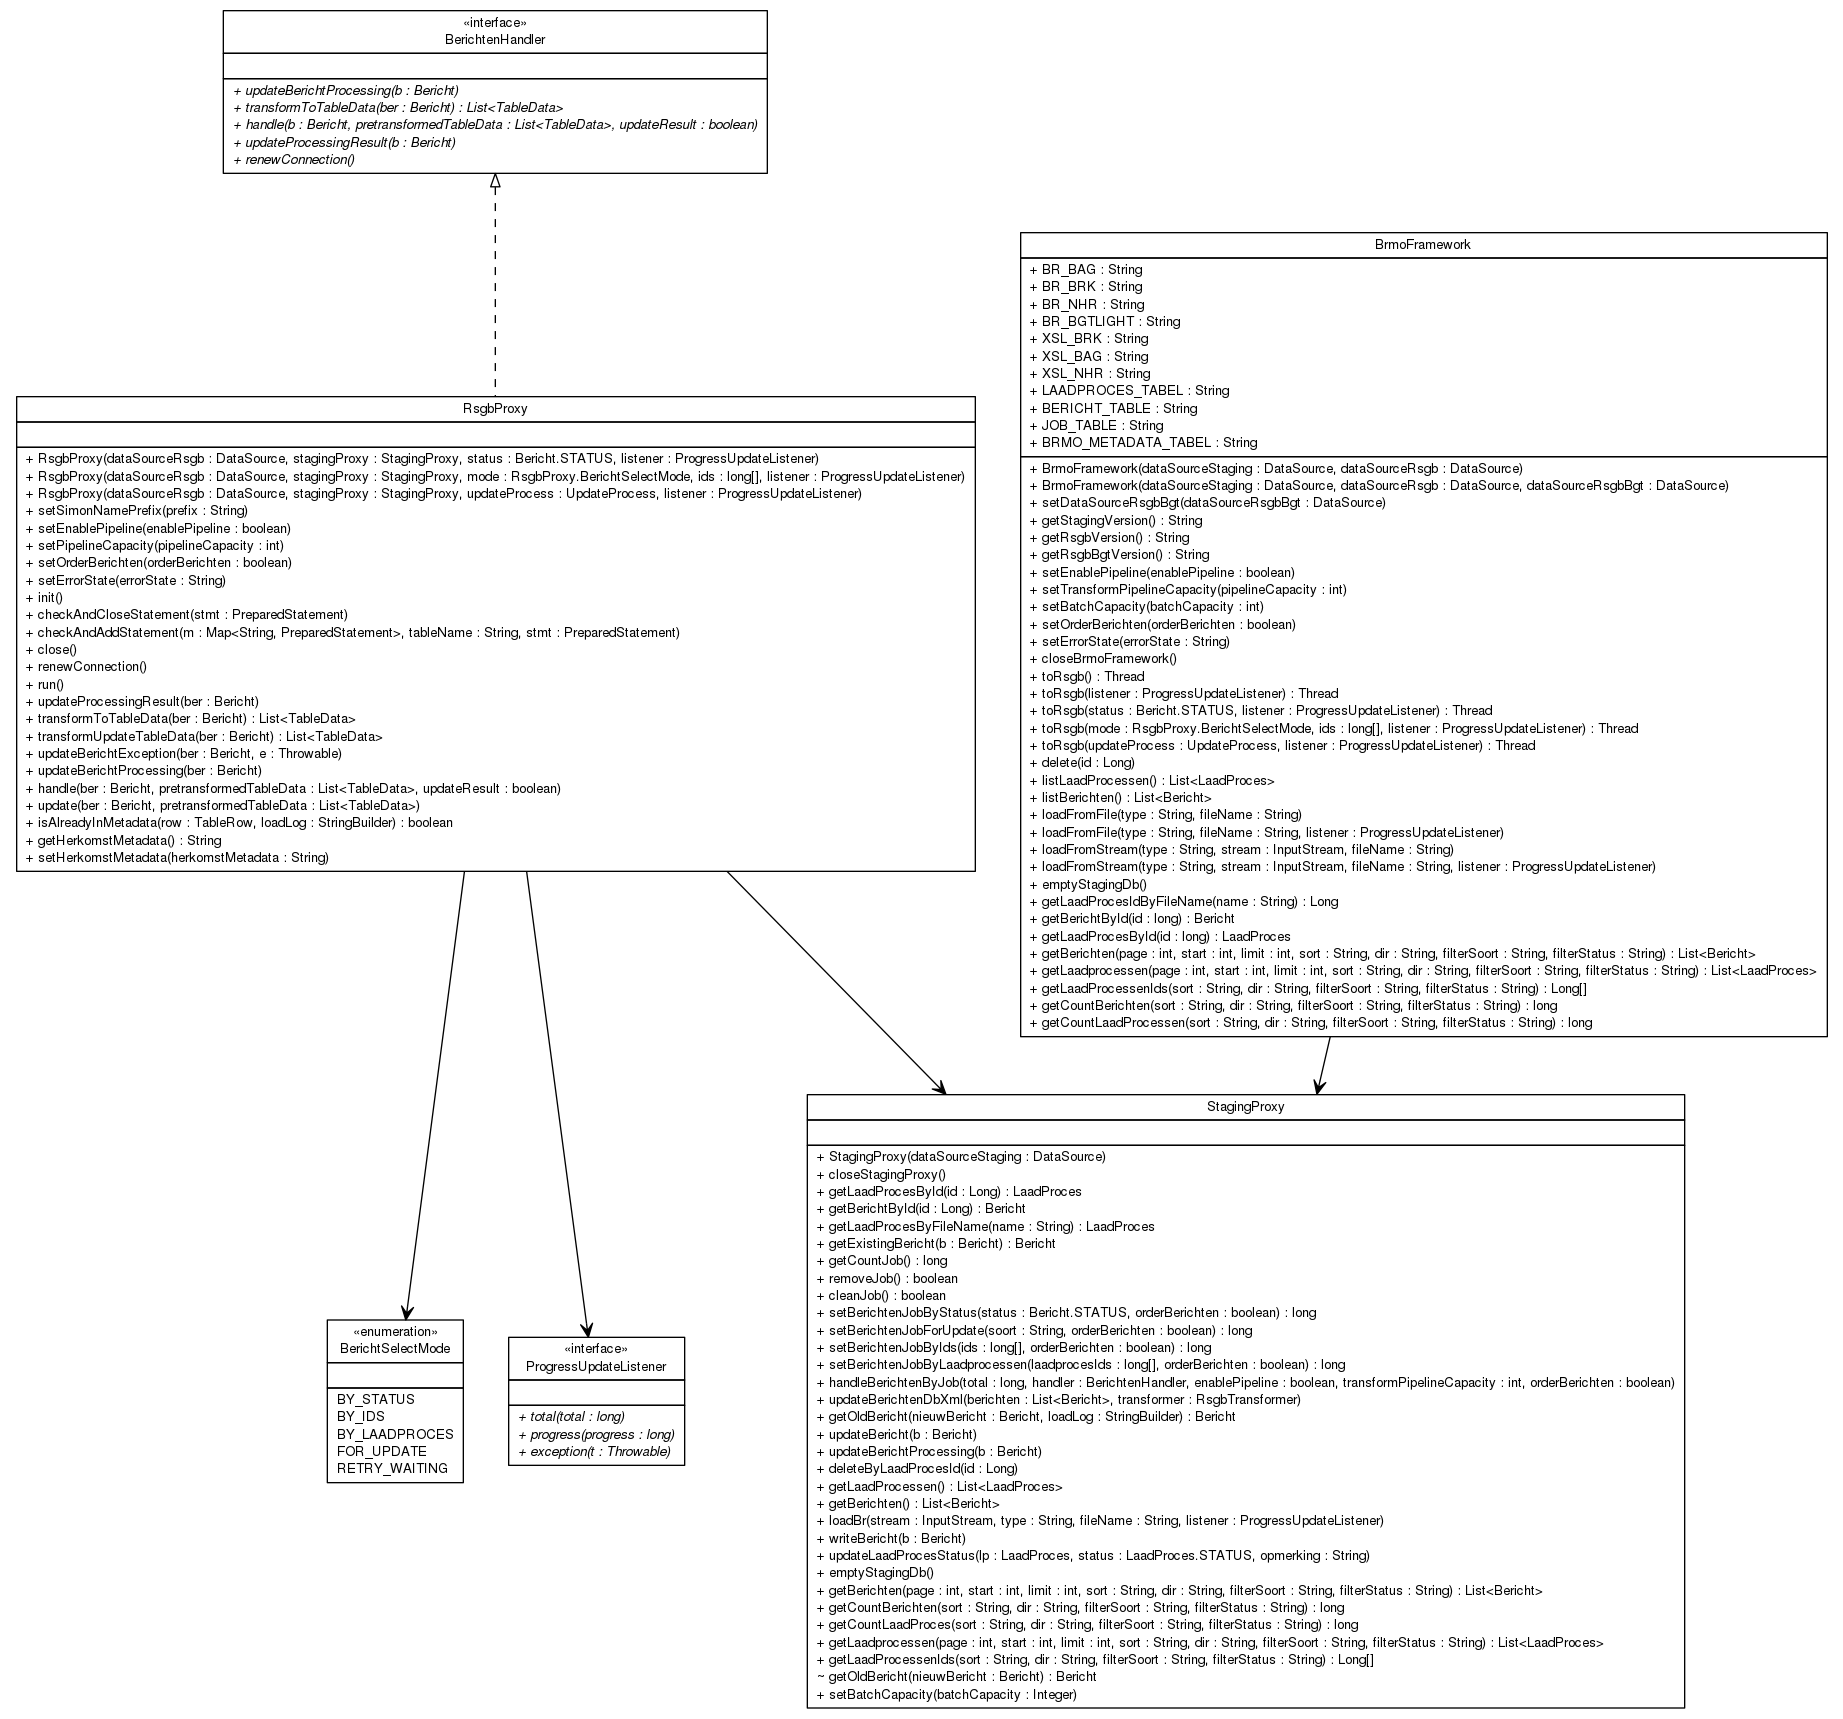 «interface»
BerichtenHandler
+ updateBerichtProcessing(b : Bericht)
+ transformToTableData(ber : Bericht) : List<TableData>
+ handle(b : Bericht, pretransformedTableData : List<TableData>, updateResult : boolean)
+ updateProcessingResult(b : Bericht)
+ renewConnection()
BrmoFramework
+ BR_BAG : String
+ BR_BRK : String
+ BR_NHR : String
+ BR_BGTLIGHT : String
+ XSL_BRK : String
+ XSL_BAG : String
+ XSL_NHR : String
+ LAADPROCES_TABEL : String
+ BERICHT_TABLE : String
+ JOB_TABLE : String
+ BRMO_METADATA_TABEL : String
+ BrmoFramework(dataSourceStaging : DataSource, dataSourceRsgb : DataSource)
+ BrmoFramework(dataSourceStaging : DataSource, dataSourceRsgb : DataSource, dataSourceRsgbBgt : DataSource)
+ setDataSourceRsgbBgt(dataSourceRsgbBgt : DataSource)
+ getStagingVersion() : String
+ getRsgbVersion() : String
+ getRsgbBgtVersion() : String
+ setEnablePipeline(enablePipeline : boolean)
+ setTransformPipelineCapacity(pipelineCapacity : int)
+ setBatchCapacity(batchCapacity : int)
+ setOrderBerichten(orderBerichten : boolean)
+ setErrorState(errorState : String)
+ closeBrmoFramework()
+ toRsgb() : Thread
+ toRsgb(listener : ProgressUpdateListener) : Thread
+ toRsgb(status : Bericht.STATUS, listener : ProgressUpdateListener) : Thread
+ toRsgb(mode : RsgbProxy.BerichtSelectMode, ids : long[], listener : ProgressUpdateListener) : Thread
+ toRsgb(updateProcess : UpdateProcess, listener : ProgressUpdateListener) : Thread
+ delete(id : Long)
+ listLaadProcessen() : List<LaadProces>
+ listBerichten() : List<Bericht>
+ loadFromFile(type : String, fileName : String)
+ loadFromFile(type : String, fileName : String, listener : ProgressUpdateListener)
+ loadFromStream(type : String, stream : InputStream, fileName : String)
+ loadFromStream(type : String, stream : InputStream, fileName : String, listener : ProgressUpdateListener)
+ emptyStagingDb()
+ getLaadProcesIdByFileName(name : String) : Long
+ getBerichtById(id : long) : Bericht
+ getLaadProcesById(id : long) : LaadProces
+ getBerichten(page : int, start : int, limit : int, sort : String, dir : String, filterSoort : String, filterStatus : String) : List<Bericht>
+ getLaadprocessen(page : int, start : int, limit : int, sort : String, dir : String, filterSoort : String, filterStatus : String) : List<LaadProces>
+ getLaadProcessenIds(sort : String, dir : String, filterSoort : String, filterStatus : String) : Long[]
+ getCountBerichten(sort : String, dir : String, filterSoort : String, filterStatus : String) : long
+ getCountLaadProcessen(sort : String, dir : String, filterSoort : String, filterStatus : String) : long
RsgbProxy
+ RsgbProxy(dataSourceRsgb : DataSource, stagingProxy : StagingProxy, status : Bericht.STATUS, listener : ProgressUpdateListener)
+ RsgbProxy(dataSourceRsgb : DataSource, stagingProxy : StagingProxy, mode : RsgbProxy.BerichtSelectMode, ids : long[], listener : ProgressUpdateListener)
+ RsgbProxy(dataSourceRsgb : DataSource, stagingProxy : StagingProxy, updateProcess : UpdateProcess, listener : ProgressUpdateListener)
+ setSimonNamePrefix(prefix : String)
+ setEnablePipeline(enablePipeline : boolean)
+ setPipelineCapacity(pipelineCapacity : int)
+ setOrderBerichten(orderBerichten : boolean)
+ setErrorState(errorState : String)
+ init()
+ checkAndCloseStatement(stmt : PreparedStatement)
+ checkAndAddStatement(m : Map<String, PreparedStatement>, tableName : String, stmt : PreparedStatement)
+ close()
+ renewConnection()
+ run()
+ updateProcessingResult(ber : Bericht)
+ transformToTableData(ber : Bericht) : List<TableData>
+ transformUpdateTableData(ber : Bericht) : List<TableData>
+ updateBerichtException(ber : Bericht, e : Throwable)
+ updateBerichtProcessing(ber : Bericht)
+ handle(ber : Bericht, pretransformedTableData : List<TableData>, updateResult : boolean)
+ update(ber : Bericht, pretransformedTableData : List<TableData>)
+ isAlreadyInMetadata(row : TableRow, loadLog : StringBuilder) : boolean
+ getHerkomstMetadata() : String
+ setHerkomstMetadata(herkomstMetadata : String)
StagingProxy
+ StagingProxy(dataSourceStaging : DataSource)
+ closeStagingProxy()
+ getLaadProcesById(id : Long) : LaadProces
+ getBerichtById(id : Long) : Bericht
+ getLaadProcesByFileName(name : String) : LaadProces
+ getExistingBericht(b : Bericht) : Bericht
+ getCountJob() : long
+ removeJob() : boolean
+ cleanJob() : boolean
+ setBerichtenJobByStatus(status : Bericht.STATUS, orderBerichten : boolean) : long
+ setBerichtenJobForUpdate(soort : String, orderBerichten : boolean) : long
+ setBerichtenJobByIds(ids : long[], orderBerichten : boolean) : long
+ setBerichtenJobByLaadprocessen(laadprocesIds : long[], orderBerichten : boolean) : long
+ handleBerichtenByJob(total : long, handler : BerichtenHandler, enablePipeline : boolean, transformPipelineCapacity : int, orderBerichten : boolean)
+ updateBerichtenDbXml(berichten : List<Bericht>, transformer : RsgbTransformer)
+ getOldBericht(nieuwBericht : Bericht, loadLog : StringBuilder) : Bericht
+ updateBericht(b : Bericht)
+ updateBerichtProcessing(b : Bericht)
+ deleteByLaadProcesId(id : Long)
+ getLaadProcessen() : List<LaadProces>
+ getBerichten() : List<Bericht>
+ loadBr(stream : InputStream, type : String, fileName : String, listener : ProgressUpdateListener)
+ writeBericht(b : Bericht)
+ updateLaadProcesStatus(lp : LaadProces, status : LaadProces.STATUS, opmerking : String)
+ emptyStagingDb()
+ getBerichten(page : int, start : int, limit : int, sort : String, dir : String, filterSoort : String, filterStatus : String) : List<Bericht>
+ getCountBerichten(sort : String, dir : String, filterSoort : String, filterStatus : String) : long
+ getCountLaadProces(sort : String, dir : String, filterSoort : String, filterStatus : String) : long
+ getLaadprocessen(page : int, start : int, limit : int, sort : String, dir : String, filterSoort : String, filterStatus : String) : List<LaadProces>
+ getLaadProcessenIds(sort : String, dir : String, filterSoort : String, filterStatus : String) : Long[]
~ getOldBericht(nieuwBericht : Bericht) : Bericht
+ setBatchCapacity(batchCapacity : Integer)
«enumeration»
BerichtSelectMode
BY_STATUS
BY_IDS
BY_LAADPROCES
FOR_UPDATE
RETRY_WAITING
«interface»
ProgressUpdateListener
+ total(total : long)
+ progress(progress : long)
+ exception(t : Throwable)